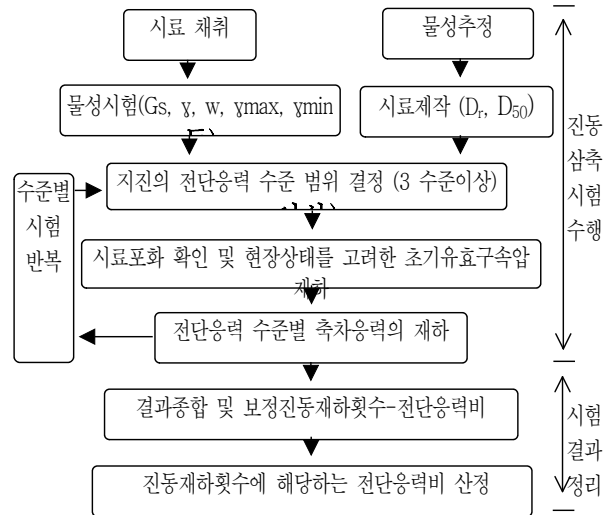 시료 채취
물성추정
물성시험(Gs, γ, w, γmax, γmin
시료제작 (Dr, D50)
지진의 전단응력 수준 범위 결정 (3 수준이상)
수준별
시험
반복
시료포화 확인 및 현장상태를 고려한 초기유효구속압
재하
전단응력 수준별 축차응력의 재하
결과종합 및 보정진동재하횟수-전단응력비
진동재하횟수에 해당하는 전단응력비 산정
진동
삼축
시험
수행
시험
결과
정리